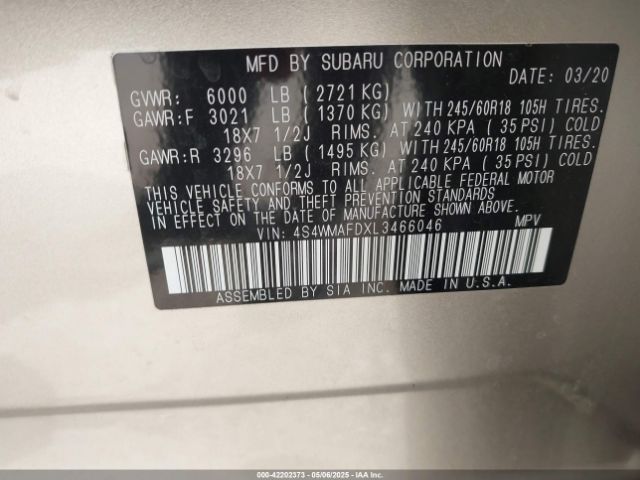 MFD BY SUBARU CORPORATION
DATE: 03/20
GVWR: 6000 LB (2721 KG)
GAWR:F 3021 LB (1370 KG) WITH 245/60R18 105H TIRES.
18X7 1/2J RIMS. AT 240 KPA (35 PSI) COLD
GAWR:R 3296 LB (1495 KG) WITH 245/60R18 105H TIRES.
18X7 1/2J RIMS. AT 240 KPA (35 PSI) COLD
THIS VEHICLE CONFORMS TO ALL APPLICABLE FEDERAL MOTOR
VEHICLE SAFETY AND THEFT PREVENTION STANDARDS
IN EFFECT ON THE DATE OF MANUFACTURE SHOWN ABOVE.
VIN: 4S4WMAFDXL3466046 MPV
ASSEMBLED BY SIA INC. MADE IN U.S.A.
000-42202373 - 05/06/2025 - IAA Corp.